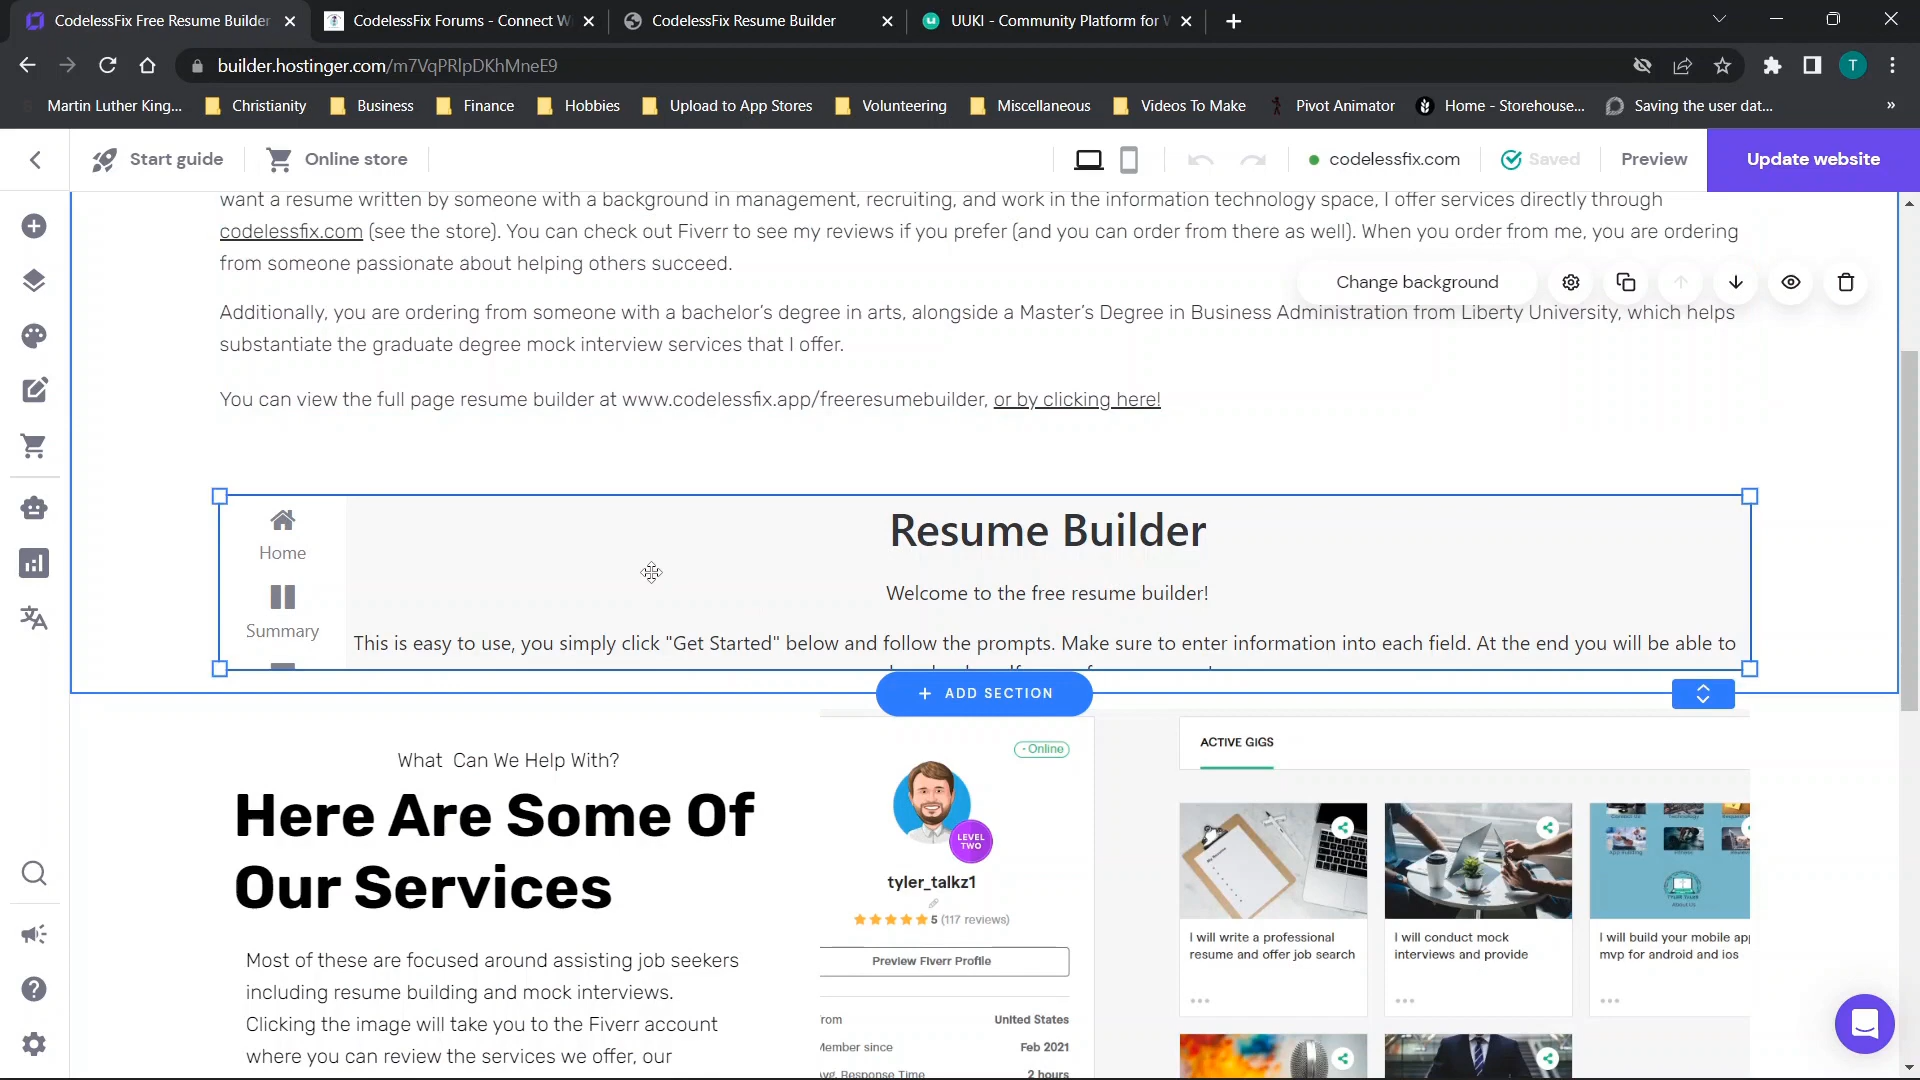 CodelessFix Free Resume Builder
CodelessFix Forums - Connect W
CodelessFix Resume Builder
UUKI - Community Platform for
builder.hostinger.com/m7VqPRlpDKhMneE9
T
Martin Luther King...
Christianity
Business
Finance
Hobbies
Upload to App Stores
Volunteering
Miscellaneous
Videos To Make
Pivot Animator
Home - Storehouse...
Saving the user dat...
»
Start guide
Online store
codelessfix.com
Saved
Preview
Update website
want a resume written by someone with a background in management, recruiting, and work in the information technology space, I offer services directly through
codelessfix.com (see the store). You can check out Fiverr to see my reviews if you prefer (and you can order from there as well). When you order from me, you are ordering
from someone passionate about helping others succeed.
Change background
Additionally, you are ordering from someone with a bachelor's degree in arts, alongside a Master's Degree in Business Administration from Liberty University, which helps
substantiate the graduate degree mock interview services that I offer.
You can view the full page resume builder at www.codelessfix.app/freeresumebuilder, or by clicking here!
Home
Summary
Resume Builder
Welcome to the free resume builder!
This is easy to use, you simply click "Get Started" below and follow the prompts. Make sure to enter information into each field. At the end you will be able to
+ ADD SECTION
What Can We Help With?
Here Are Some Of
Our Services
Most of these are focused around assisting job seekers
including resume building and mock interviews.
Clicking the image will take you to the Fiverr account
where you can review the services we offer, our
• Online
LEVEL
TWO
tyler_talkz1
5 (117 reviews)
Preview Fiverr Profile
rom United States
Member since Feb 2021
vg. Response Time 2 hours
ACTIVE GIGS
I will write a professional
resume and offer job search
I will conduct mock
interviews and provide
I will build your mobile app
mvp for android and ios